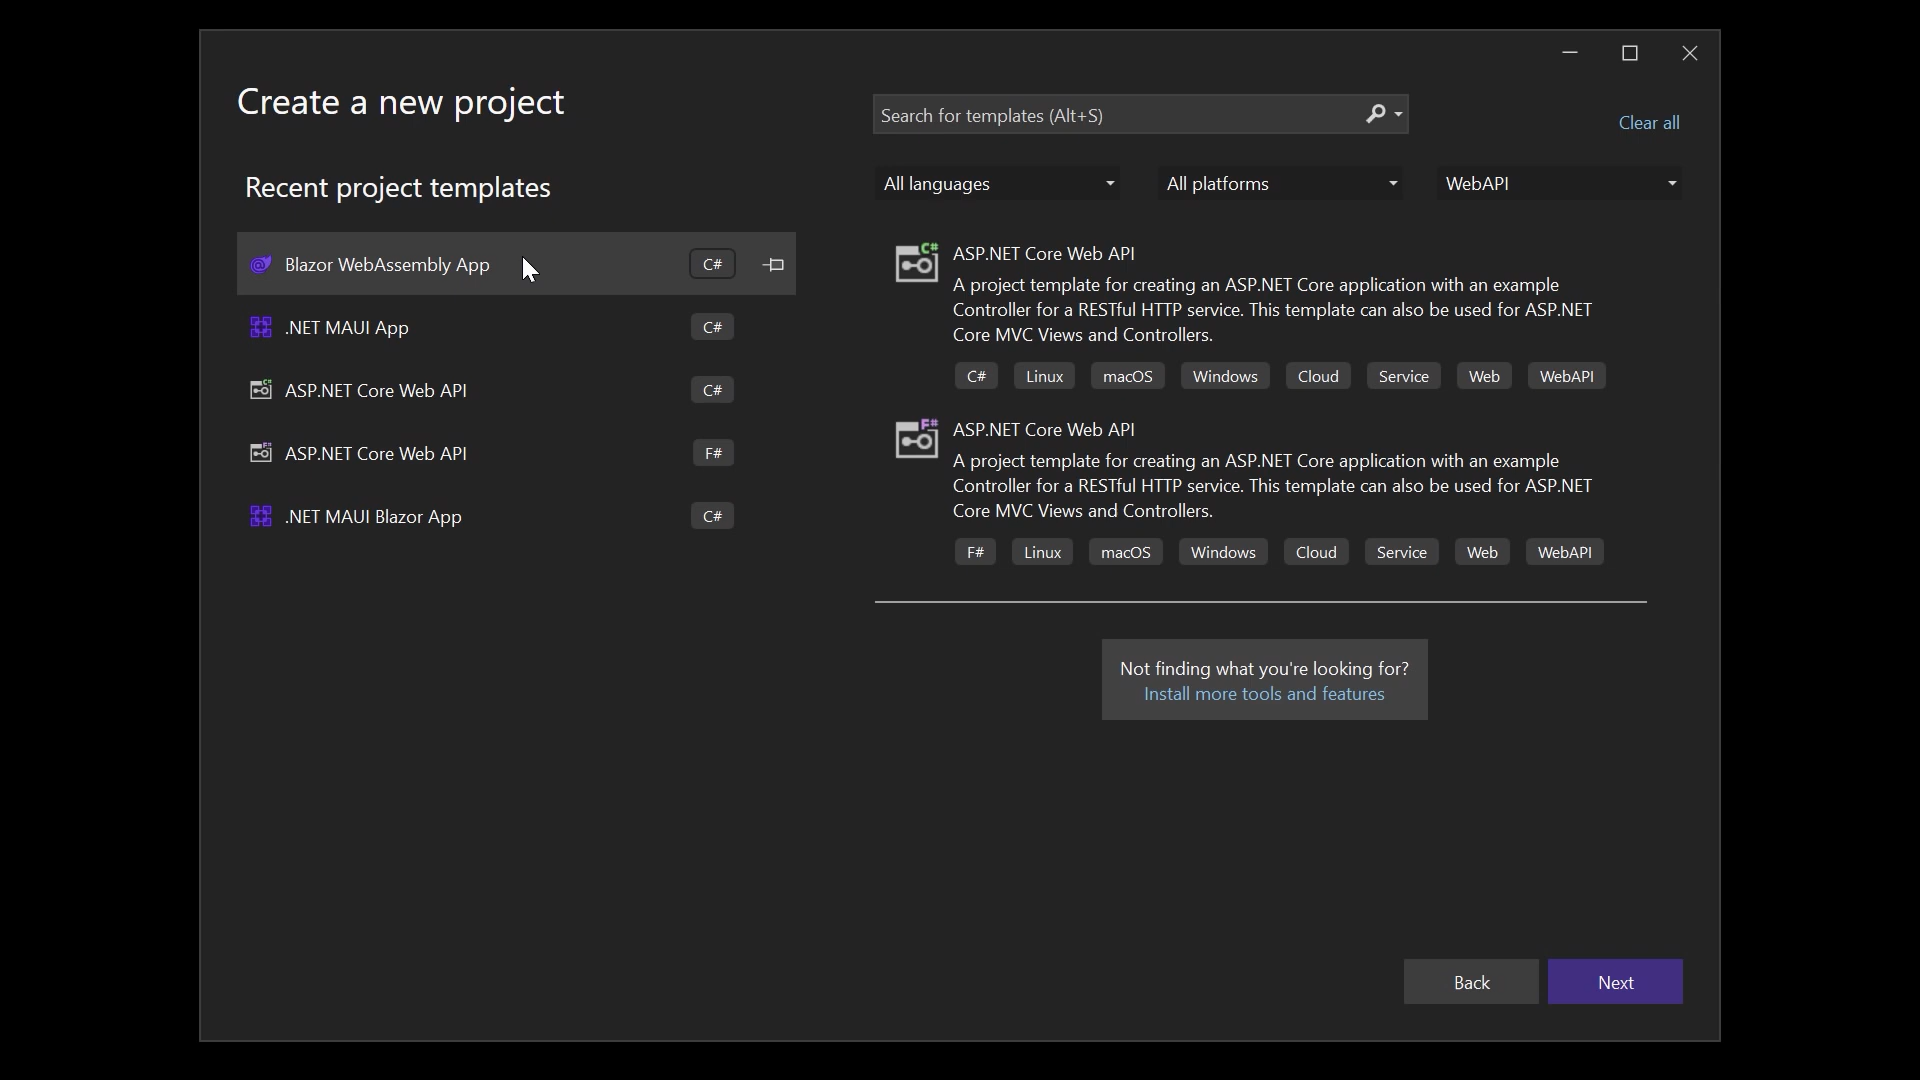 Create a new project
Search for templates (Alt+S)
Clear all
Recent project templates
All languages
All platforms
WebAPI
Blazor WebAssembly App
C#
.NET MAUI App
C#
ASP.NET Core Web API
C#
ASP.NET Core Web API
F#
.NET MAUI Blazor App
C#
C#
ASP.NET Core Web API
A project template for creating an ASP.NET Core application with an example
Controller for a RESTful HTTP service. This template can also be used for ASP.NET
Core MVC Views and Controllers.
C#
Linux
macOS
Windows
Cloud
Service
Web
WebAPI
F#
ASP.NET Core Web API
A project template for creating an ASP.NET Core application with an example
Controller for a RESTful HTTP service. This template can also be used for ASP.NET
Core MVC Views and Controllers.
F#
Linux
macOS
Windows
Cloud
Service
Web
WebAPI
Not finding what you're looking for?
Install more tools and features
Back
Next